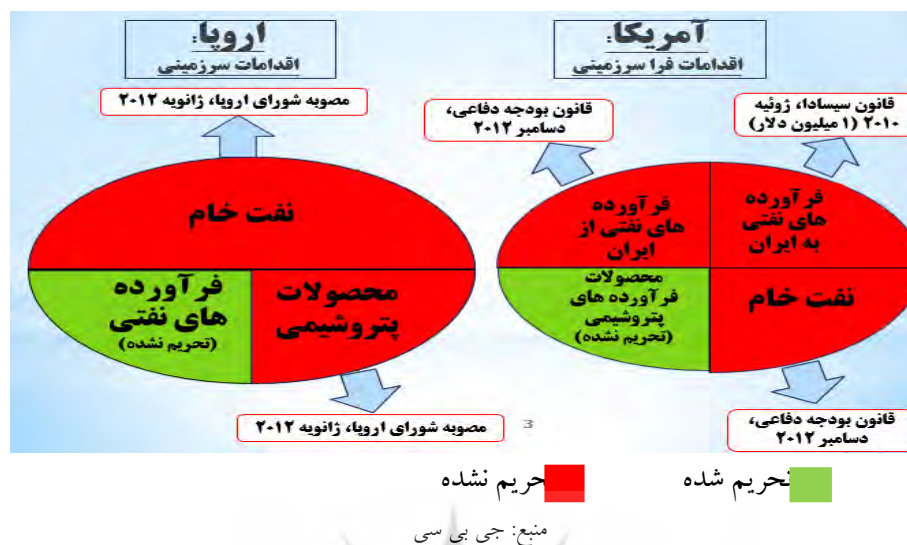 آمریکا:
اقدامات فرا سرزمینی
قانون سیسادا، ژوئیه
۲۰۱۰ (۱ میلیون دلار)
قانون بودجه دفاعی،
دسامبر ۲۰۱۲
فرآورده
های نفتی
به ایران
فرآورده
های نفتی از
ایران
نفت خام
محصولات
فرآورده های
پتروشیمی
(تحریم نشده)
قانون بودجه دفاعی،
دسامبر ۲۰۱۲
اروپا:
اقدامات سرزمینی
مصوبه شورای اروپا، ژانویه ۲۰۱۲
نفت خام
محصولات
پتروشیمی
فرآورده
های نفتی
(تحریم نشده)
مصوبه شورای اروپا، ژانویه ۲۰۱۲
3
تحریم شده
حریم نشده
منبع: جی بی سی